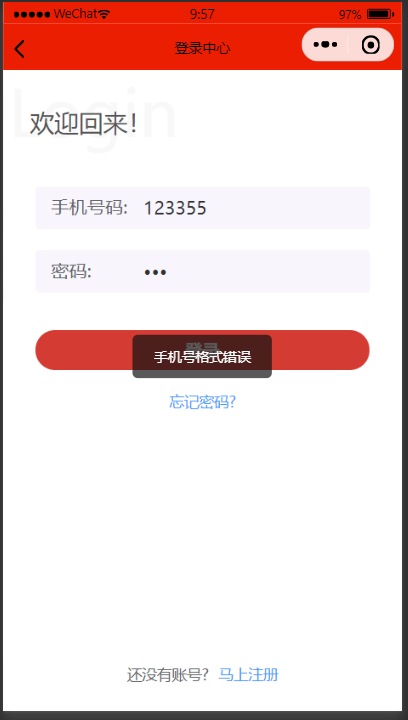 WeChat 9:57 97%
登录中心
Login
欢迎回来！
手机号码: 123355
密码: •••
登录
手机号格式错误
忘记密码?
还没有账号? 马上注册